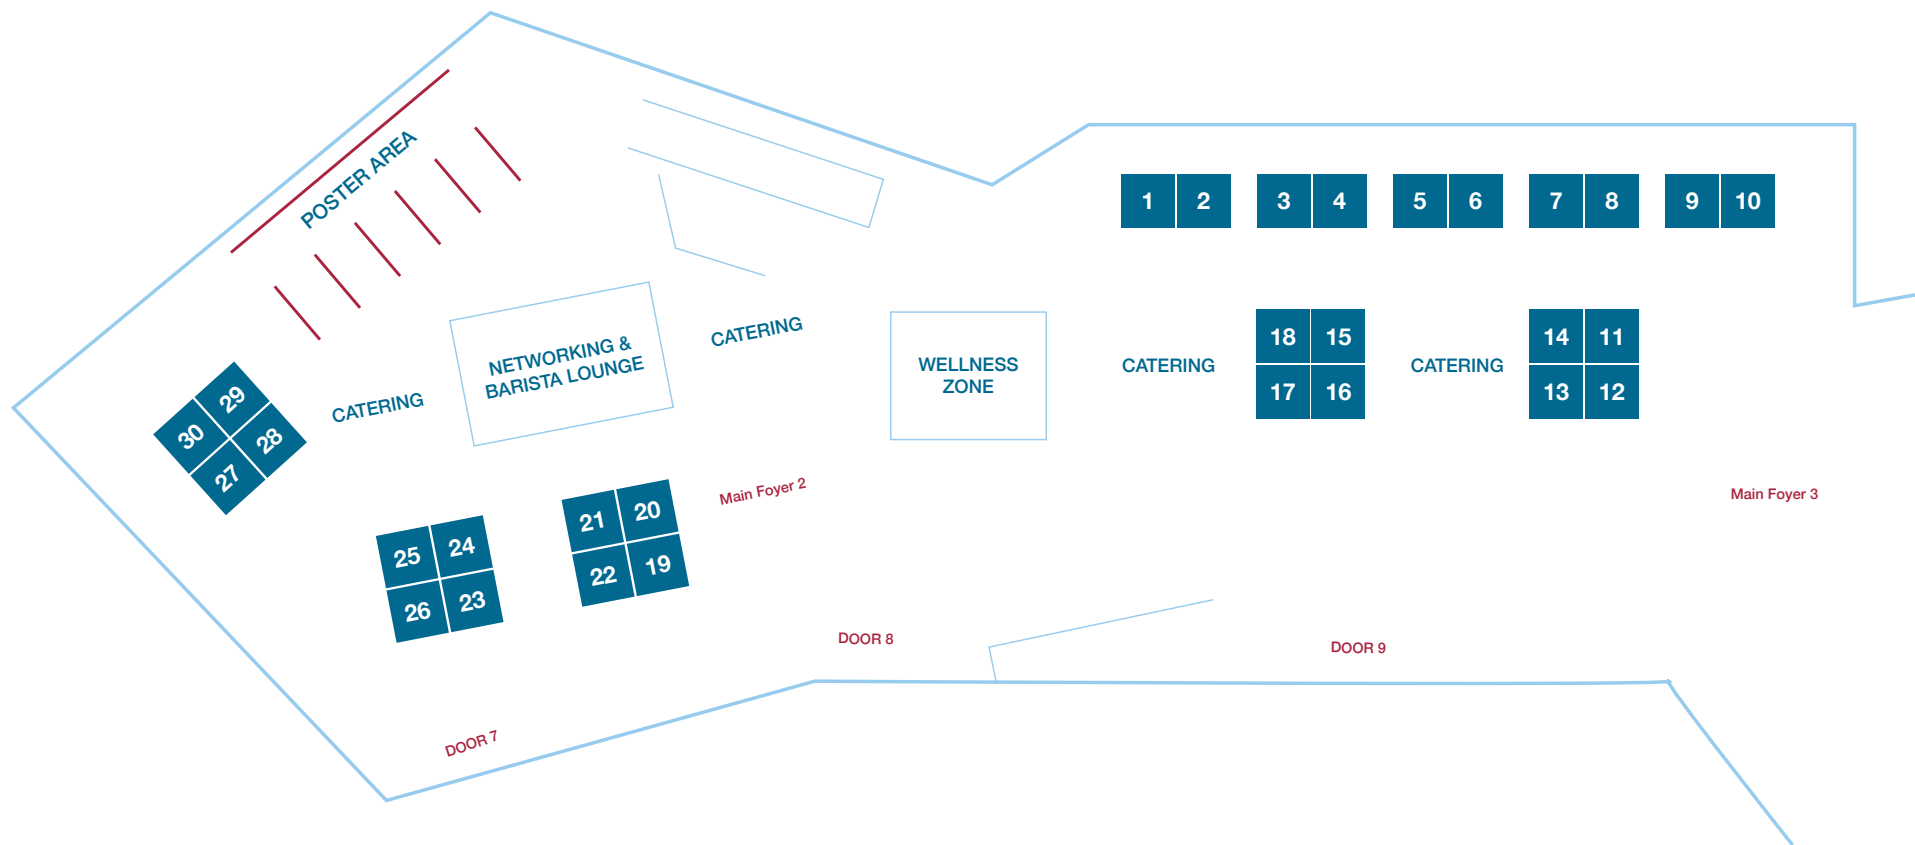 POSTER AREA
1 2 3 4 5 6 7 8 9 10
NETWORKING &
BARISTA LOUNGE
CATERING
WELLNESS
ZONE
CATERING
18 15
17 16
CATERING
14 11
13 12
CATERING
29
30 28
27
21 20
22 19
25 24
26 23
Main Foyer 2
Main Foyer 3
DOOR 8
DOOR 9
DOOR 7